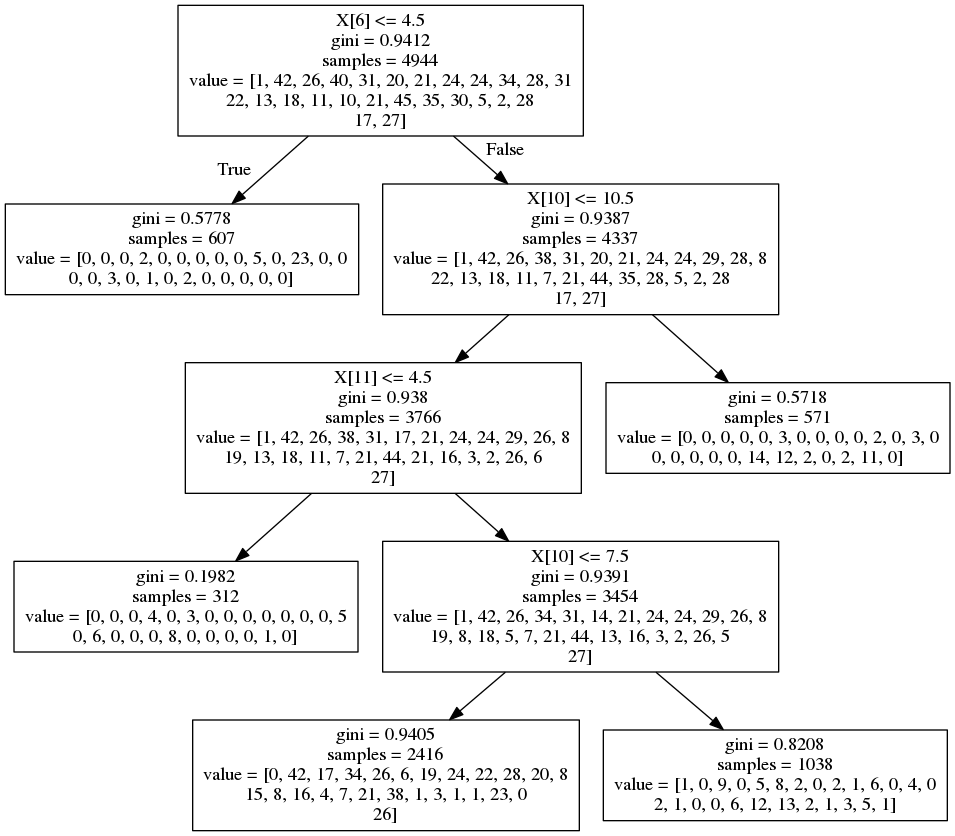 X[6] <= 4.5
gini = 0.9412
samples = 4944
value = [1, 42, 26, 40, 31, 20, 21, 24, 24, 34, 28, 31
22, 13, 18, 11, 10, 21, 45, 35, 30, 5, 2, 28
17, 27]
True
False
gini = 0.5778
samples = 607
value = [0, 0, 0, 2, 0, 0, 0, 0, 0, 5, 0, 23, 0, 0
0, 0, 3, 0, 1, 0, 2, 0, 0, 0, 0, 0]
X[10] <= 10.5
gini = 0.9387
samples = 4337
value = [1, 42, 26, 38, 31, 20, 21, 24, 24, 29, 28, 8
22, 13, 18, 11, 7, 21, 44, 35, 28, 5, 2, 28
17, 27]
X[11] <= 4.5
gini = 0.938
samples = 3766
value = [1, 42, 26, 38, 31, 17, 21, 24, 24, 29, 26, 8
19, 13, 18, 11, 7, 21, 44, 21, 16, 3, 2, 26, 6
27]
gini = 0.5718
samples = 571
value = [0, 0, 0, 0, 0, 3, 0, 0, 0, 0, 2, 0, 3, 0
0, 0, 0, 0, 0, 14, 12, 2, 0, 2, 11, 0]
gini = 0.1982
samples = 312
value = [0, 0, 0, 4, 0, 3, 0, 0, 0, 0, 0, 0, 0, 5
0, 6, 0, 0, 0, 8, 0, 0, 0, 0, 1, 0]
X[10] <= 7.5
gini = 0.9391
samples = 3454
value = [1, 42, 26, 34, 31, 14, 21, 24, 24, 29, 26, 8
19, 8, 18, 5, 7, 21, 44, 13, 16, 3, 2, 26, 5
27]
gini = 0.9405
samples = 2416
value = [0, 42, 17, 34, 26, 6, 19, 24, 22, 28, 20, 8
15, 8, 16, 4, 7, 21, 38, 1, 3, 1, 1, 23, 0
26]
gini = 0.8208
samples = 1038
value = [1, 0, 9, 0, 5, 8, 2, 0, 2, 1, 6, 0, 4, 0
2, 1, 0, 0, 6, 12, 13, 2, 1, 3, 5, 1]